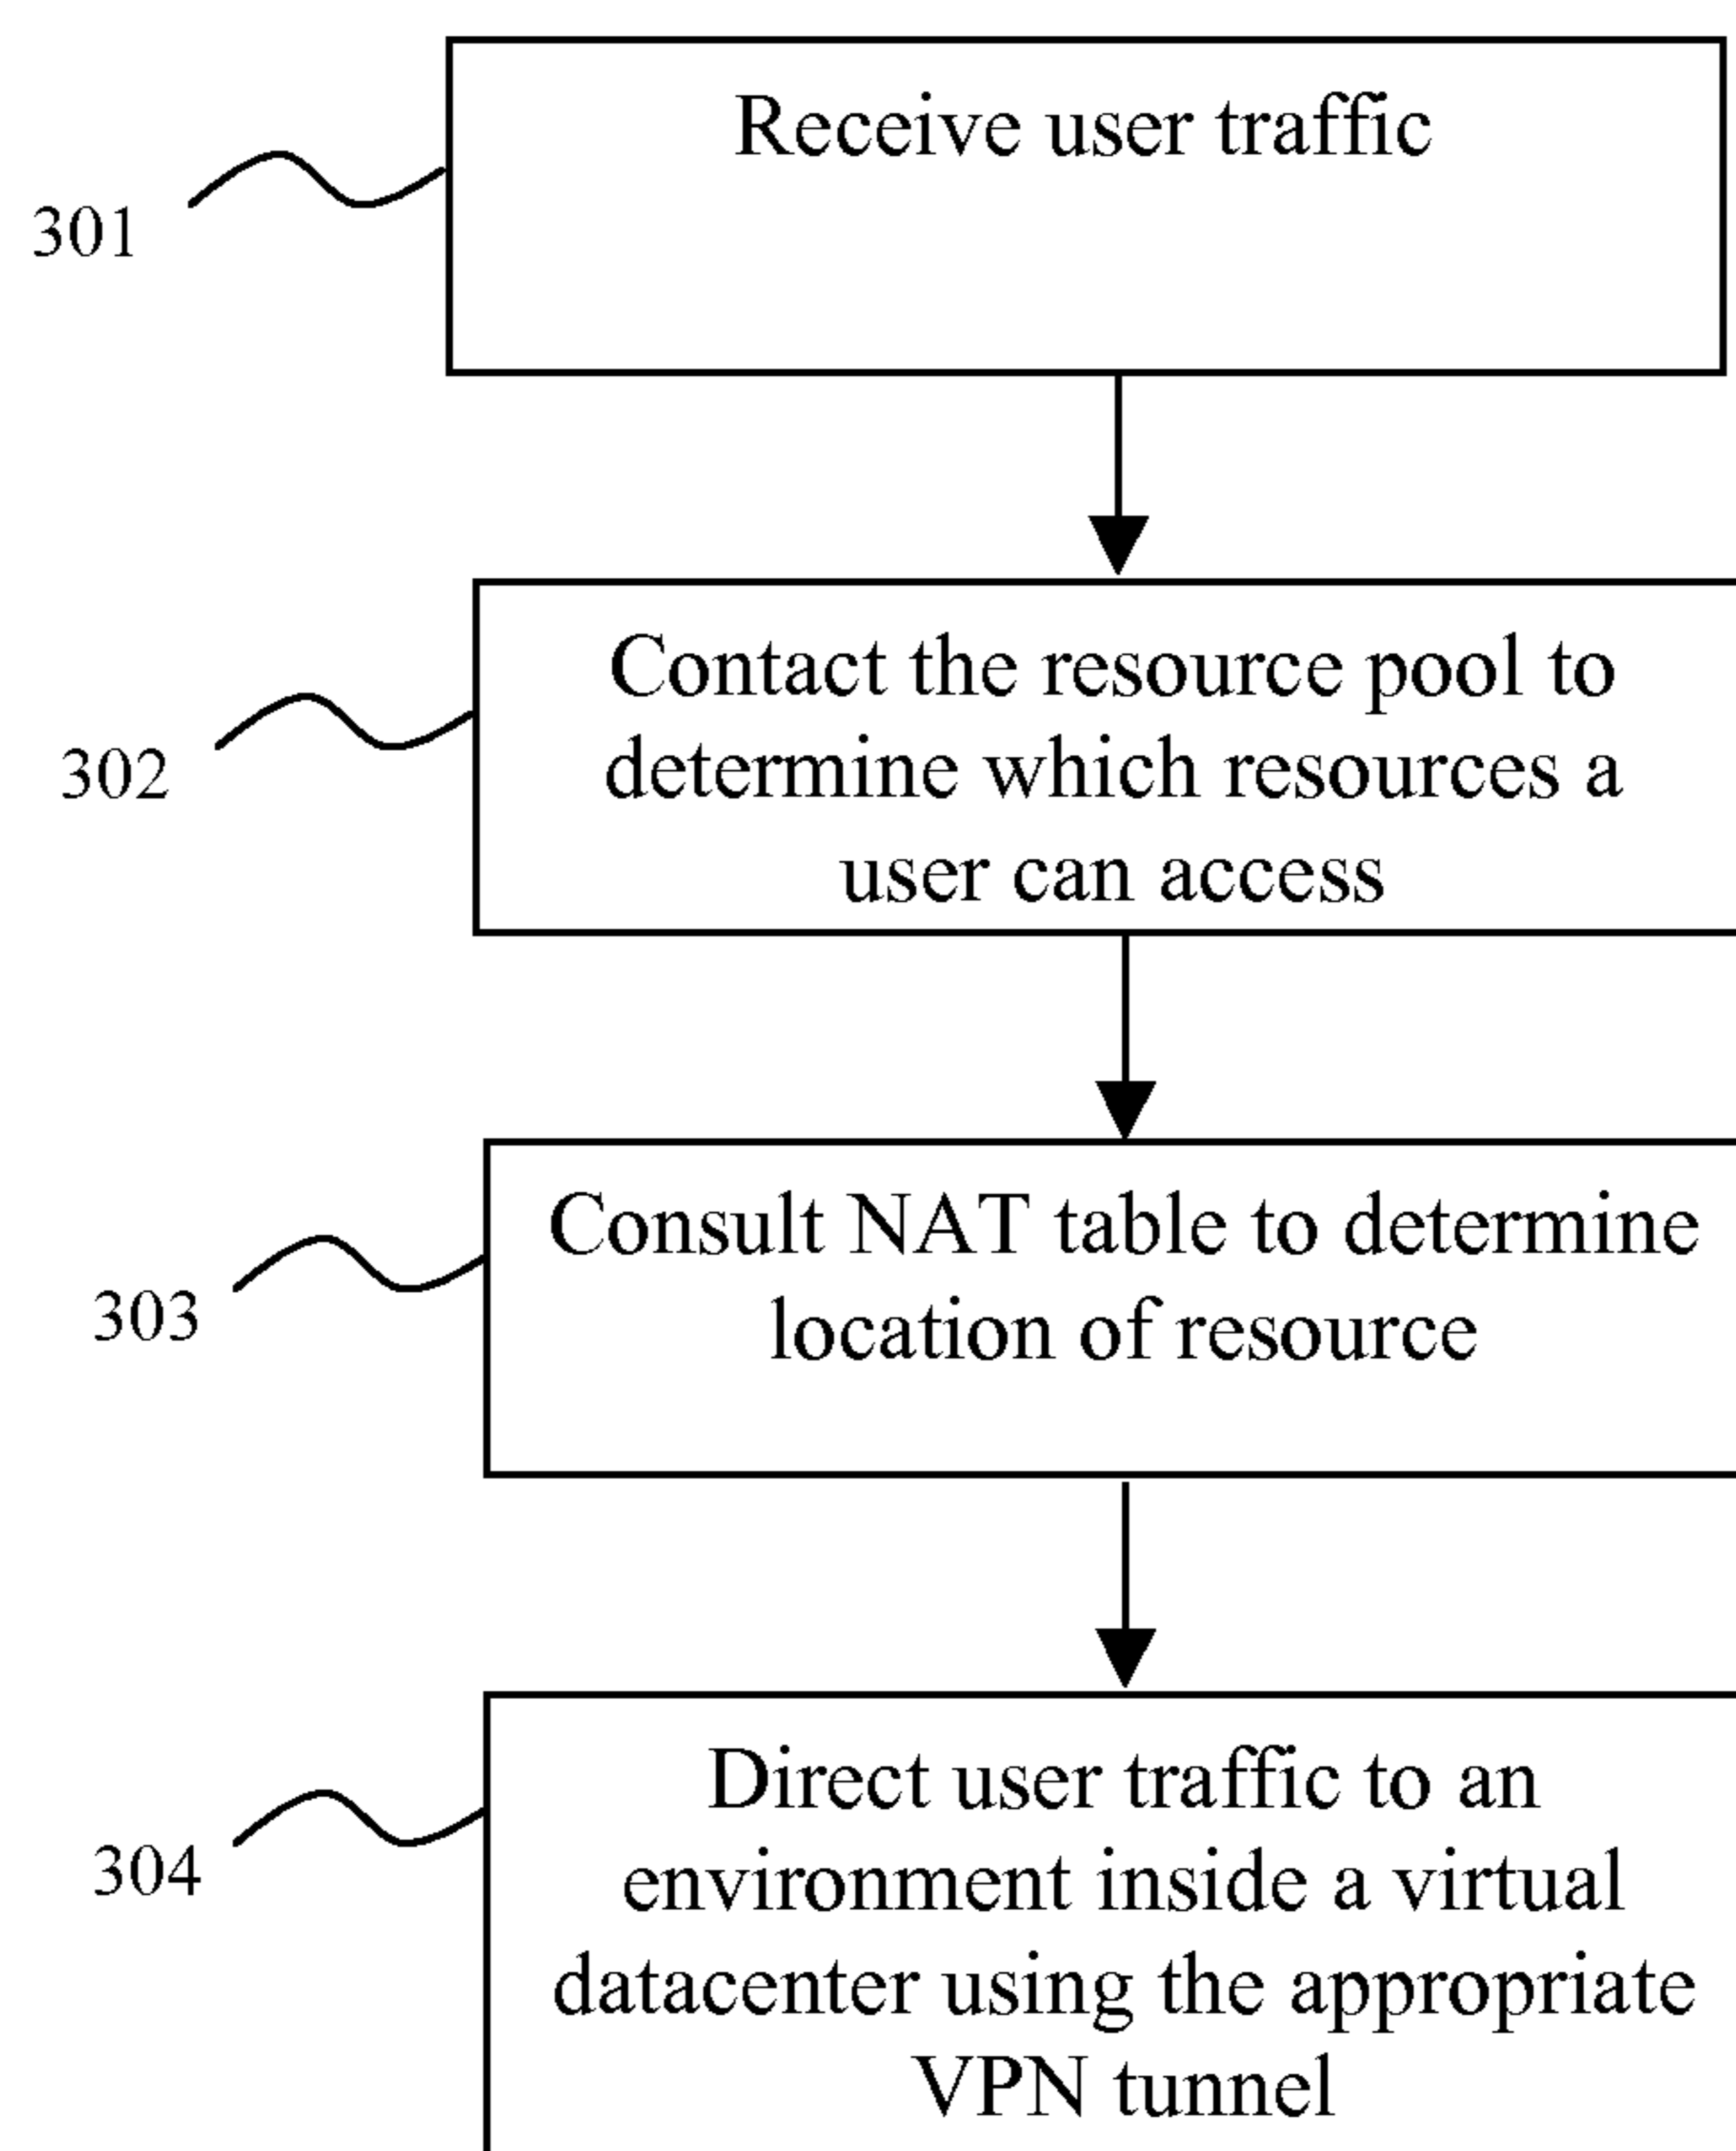 Receive user traffic
301
Contact the resource pool to
determine which resources a
user can access
302
Consult NAT table to determine
location of resource
303
Direct user traffic to an
environment inside a virtual
datacenter using the appropriate
VPN tunnel
304